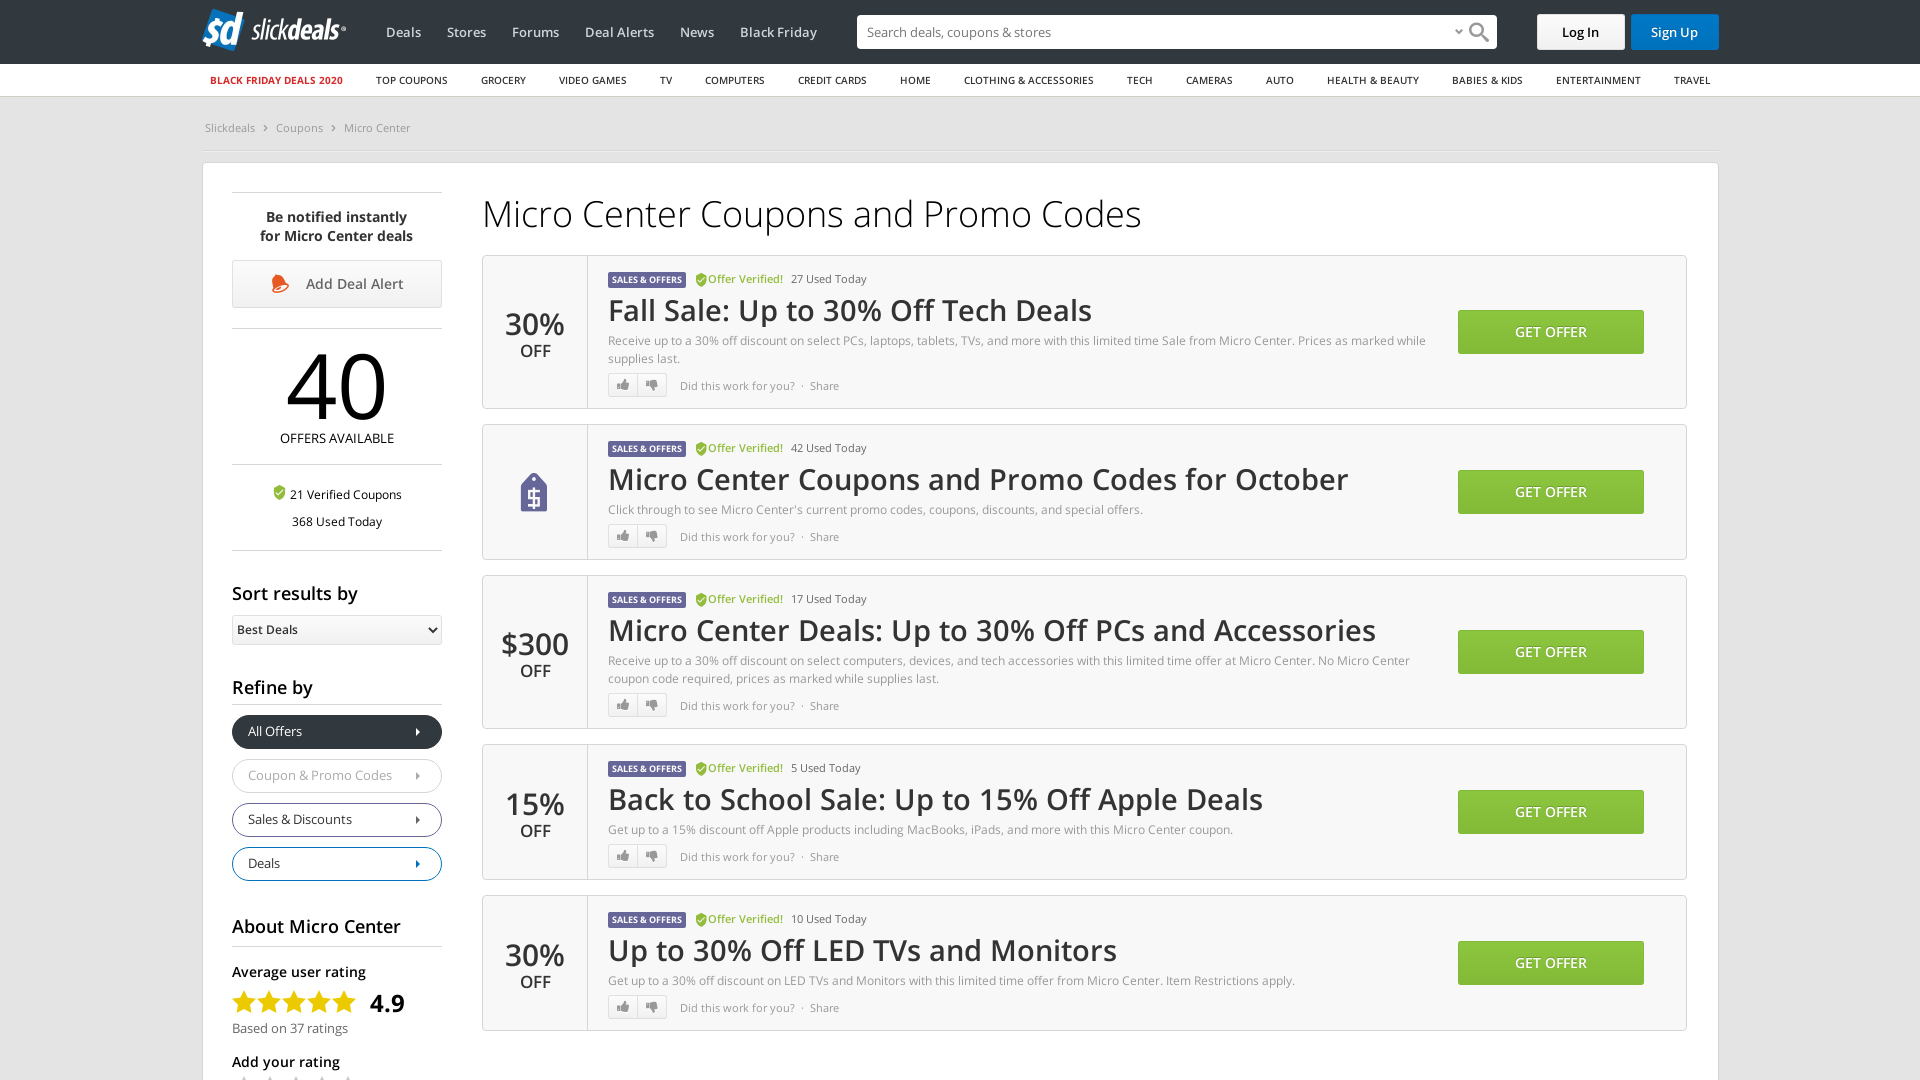 sd slickdeals
Deals Stores Forums Deal Alerts News Black Friday Search deals, coupons & stores Log In Sign Up
BLACK FRIDAY DEALS 2020 TOP COUPONS GROCERY VIDEO GAMES TV COMPUTERS CREDIT CARDS HOME CLOTHING & ACCESSORIES TECH CAMERAS AUTO HEALTH & BEAUTY BABIES & KIDS ENTERTAINMENT TRAVEL
Slickdeals > Coupons > Micro Center
Be notified instantly
for Micro Center deals
Add Deal Alert
40
OFFERS AVAILABLE
21 Verified Coupons
368 Used Today
Sort results by
Best Deals
Refine by
All Offers
Coupon & Promo Codes
Sales & Discounts
Deals
About Micro Center
Average user rating
4.9
Based on 37 ratings
Add your rating
Micro Center Coupons and Promo Codes
30%
OFF
SALES & OFFERS Offer Verified! 27 Used Today
Fall Sale: Up to 30% Off Tech Deals
Receive up to a 30% off discount on select PCs, laptops, tablets, TVs, and more with this limited time Sale from Micro Center. Prices as marked while
supplies last.
Did this work for you? · Share
GET OFFER
SALES & OFFERS Offer Verified! 42 Used Today
Micro Center Coupons and Promo Codes for October
Click through to see Micro Center's current promo codes, coupons, discounts, and special offers.
Did this work for you? · Share
GET OFFER
$300
OFF
SALES & OFFERS Offer Verified! 17 Used Today
Micro Center Deals: Up to 30% Off PCs and Accessories
Receive up to a 30% off discount on select computers, devices, and tech accessories with this limited time offer at Micro Center. No Micro Center
coupon code required, prices as marked while supplies last.
Did this work for you? · Share
GET OFFER
15%
OFF
SALES & OFFERS Offer Verified! 5 Used Today
Back to School Sale: Up to 15% Off Apple Deals
Get up to a 15% discount off Apple products including MacBooks, iPads, and more with this Micro Center coupon.
Did this work for you? · Share
GET OFFER
30%
OFF
SALES & OFFERS Offer Verified! 10 Used Today
Up to 30% Off LED TVs and Monitors
Get up to a 30% off discount on LED TVs and Monitors with this limited time offer from Micro Center. Item Restrictions apply.
Did this work for you? · Share
GET OFFER